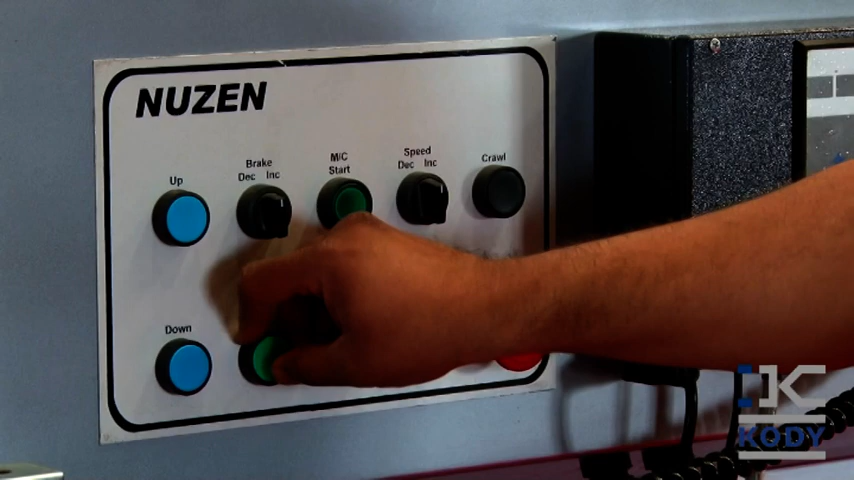 NUZEN
Up
Brake
Dec Inc
M/C
Start
Speed
Dec Inc
Crawl
Down
KODY